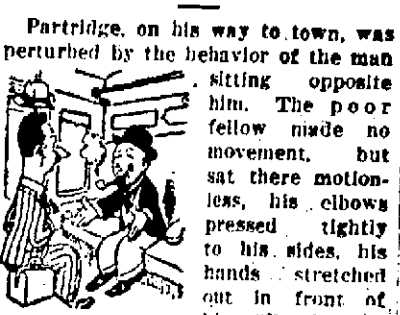 Partridge, on his way to town, was
perturbed by the behavior of the man
sitting opposite
him. The poor
fellow made no
movement, but
sat there motion-
less, his elbows
pressed tightly
to his sides, his
hands stretched
out in front of